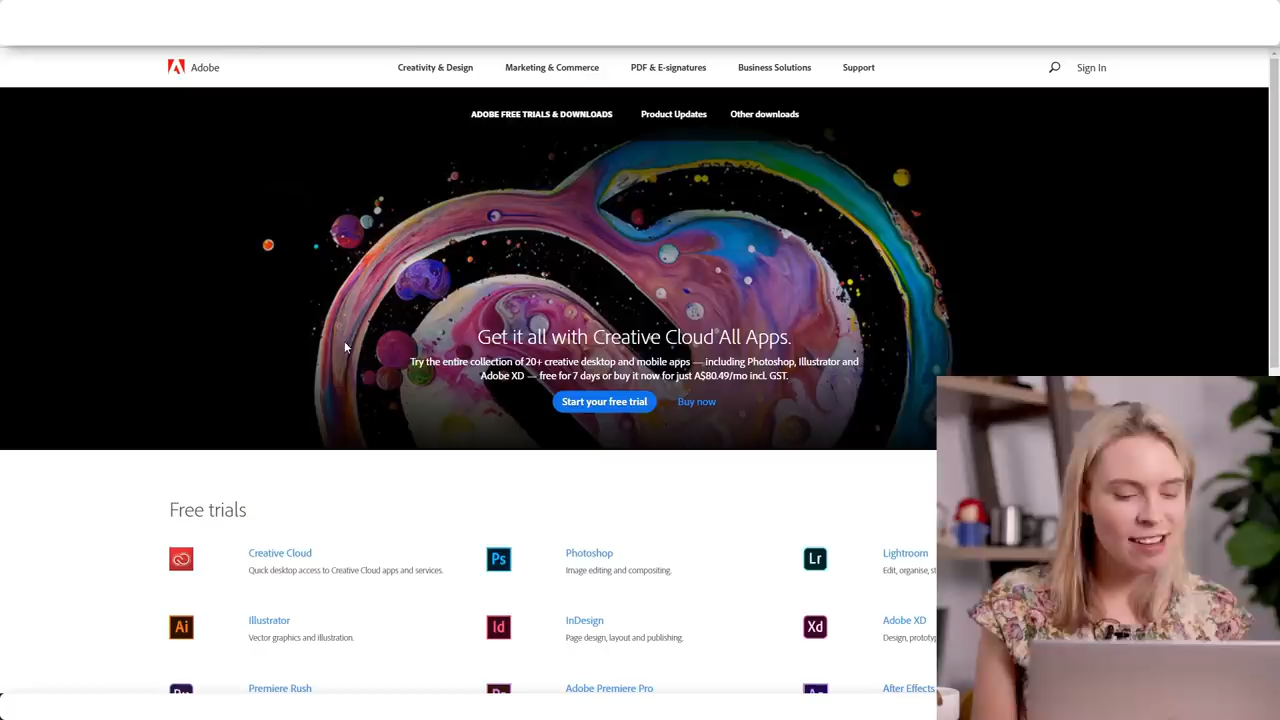 Adobe
Creativity & Design
Marketing & Commerce
PDF & E-signatures
Business Solutions
Support
Sign In
ADOBE FREE TRIALS & DOWNLOADS
Product Updates
Other downloads
Get it all with Creative Cloud All Apps.
Try the entire collection of 20+ creative desktop and mobile apps — including Photoshop, Illustrator and
Adobe XD — free for 7 days or buy it now for just A$80.49/mo incl. GST.
Start your free trial
Buy now
Free trials
Creative Cloud
Quick desktop access to Creative Cloud apps and services.
Ps
Photoshop
Image editing and compositing.
Lr
Lightroom
Edit, organise,
Ai
Illustrator
Vector graphics and illustration.
Id
InDesign
Page design, layout and publishing.
Xd
Adobe XD
Design,
Premiere Rush
Adobe Premiere Pro
After Effects